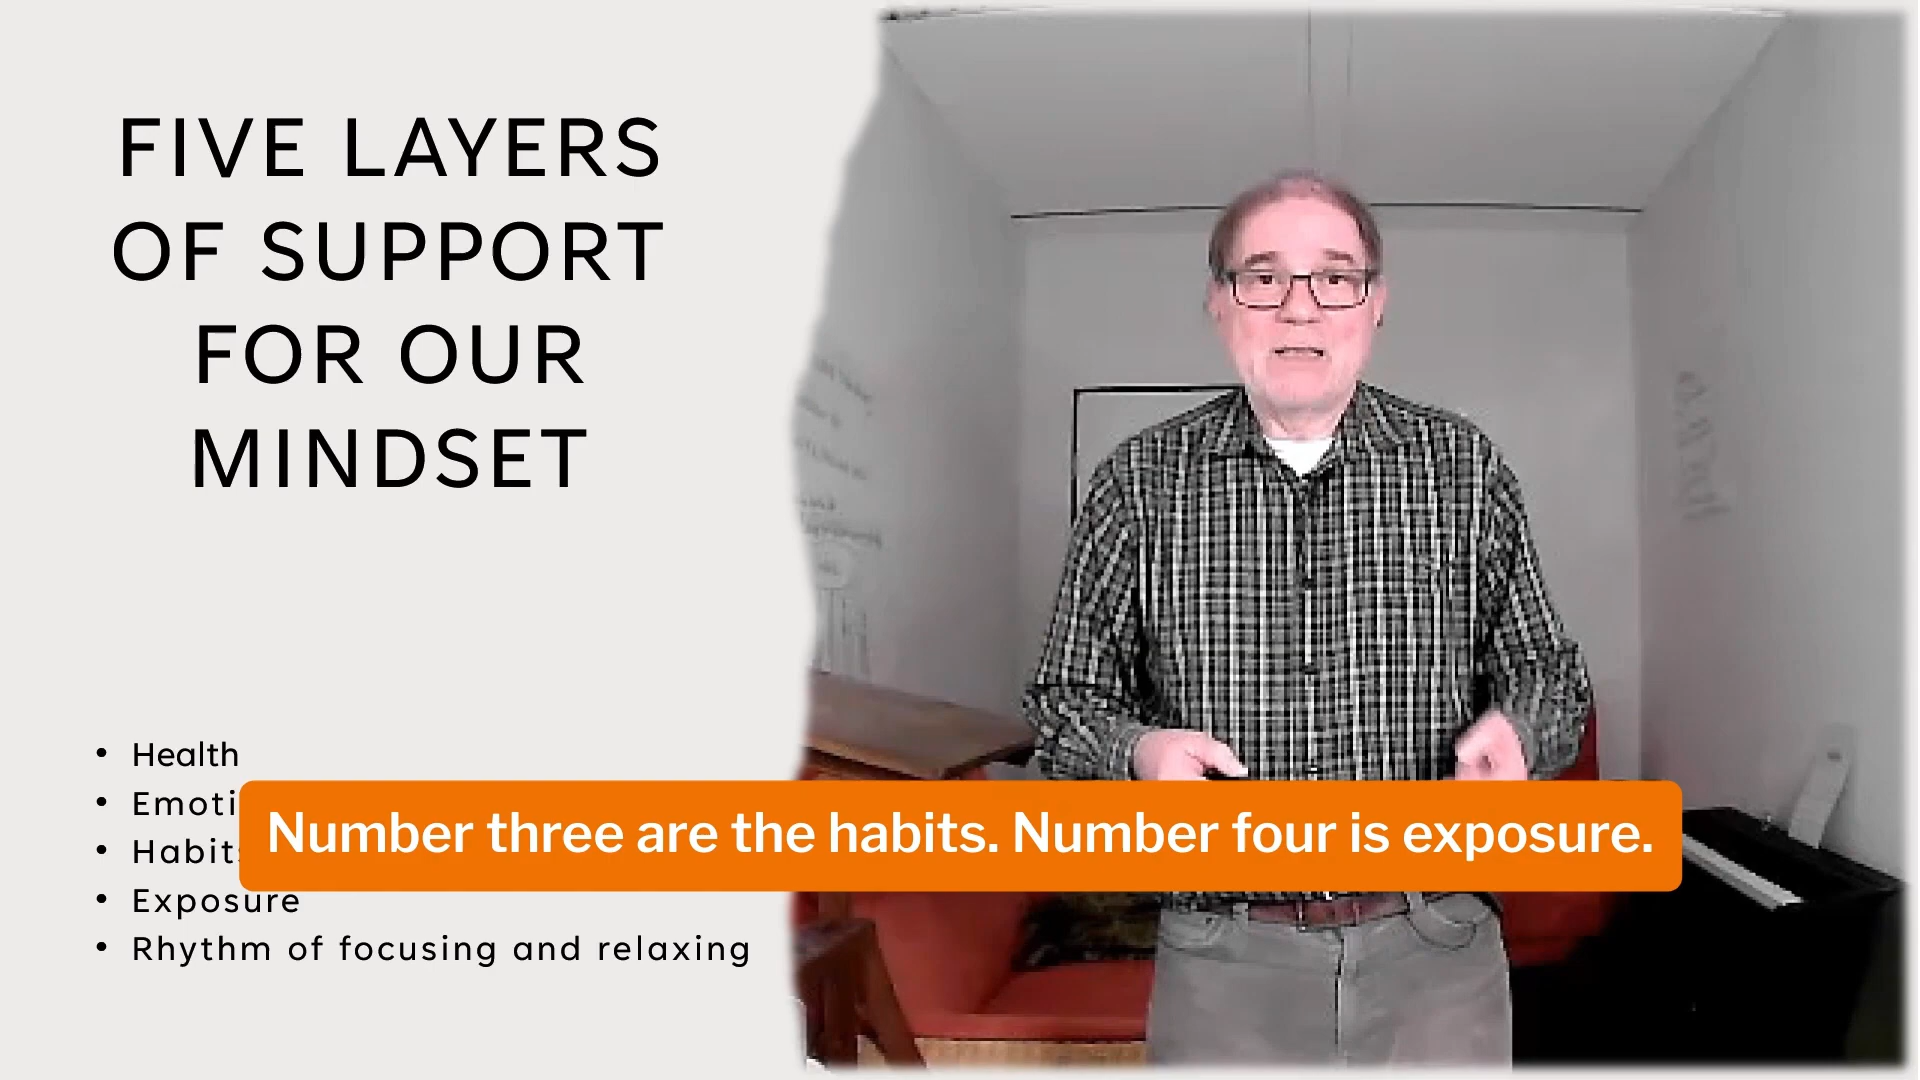 FIVE LAYERS
OF SUPPORT
FOR OUR
MINDSET
• Health
• Emoti
• Habits
• Exposure
• Rhythm of focusing and relaxing
Number three are the habits. Number four is exposure.